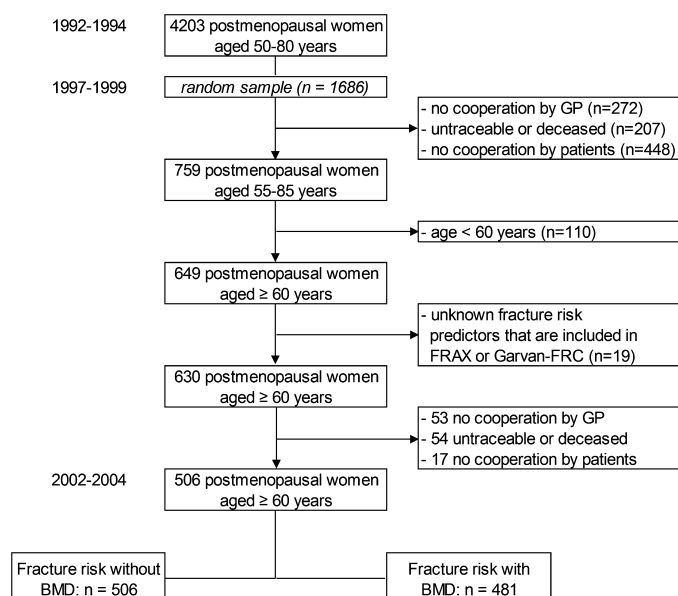 1992-1994
4203 postmenopausal women
aged 50-80 years
1997-1999
random sample (n = 1686)
- no cooperation by GP (n=272)
- untraceable or deceased (n=207)
- no cooperation by patients (n=448)
759 postmenopausal women
aged 55-85 years
- age < 60 years (n=110)
649 postmenopausal women
aged ≥ 60 years
- unknown fracture risk
predictors that are included in
FRAX or Garvan-FRC (n=19)
630 postmenopausal women
aged ≥ 60 years
- 53 no cooperation by GP
- 54 untraceable or deceased
- 17 no cooperation by patients
2002-2004
506 postmenopausal women
aged ≥ 60 years
Fracture risk without
BMD: n = 506
Fracture risk with
BMD: n = 481